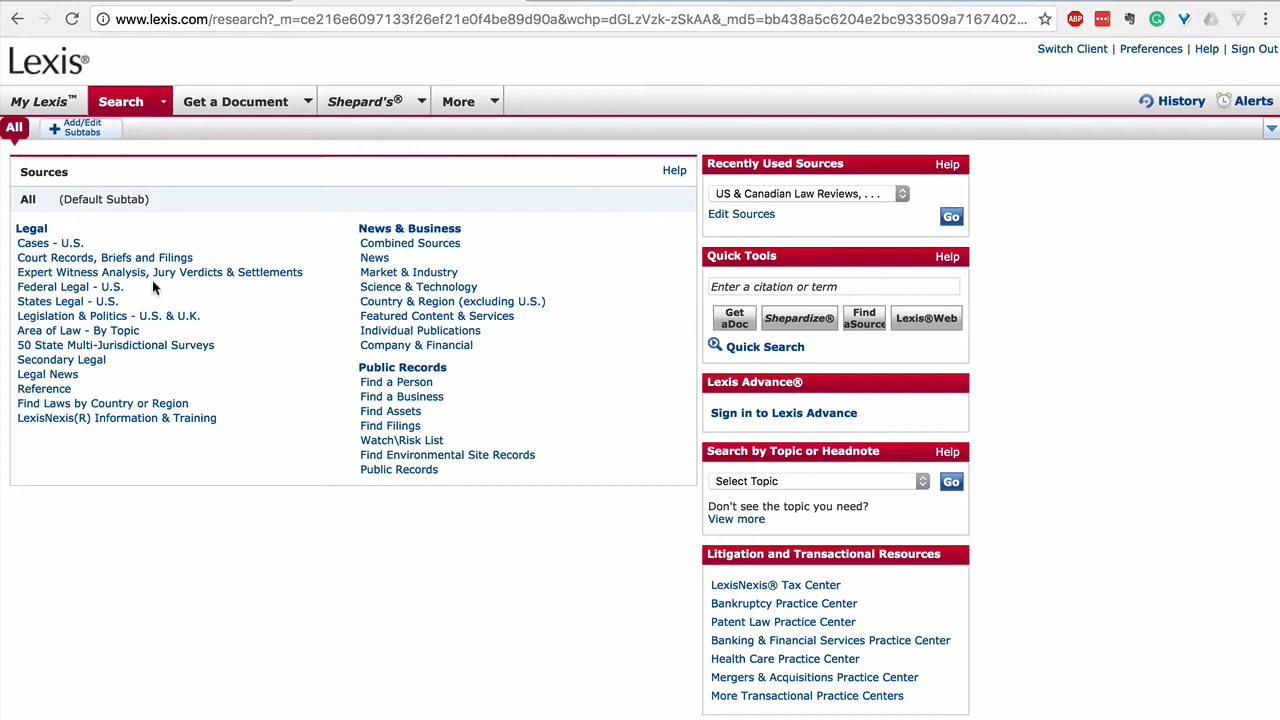 www.lexis.com/research?_m=ce216e6097133f26ef21e0f4be89d90a&wchp=dGLzVzk-zSkAA&_md5=bb438a5c6204e2bc933509a7167402...
ABP
Switch Client | Preferences | Help | Sign Out
Lexis®
My Lexis™ Search Get a Document Shepard's® More History Alerts
All Add/Edit Subtabs
Sources Help
All (Default Subtab)
Legal
Cases - U.S.
Court Records, Briefs and Filings
Expert Witness Analysis, Jury Verdicts & Settlements
Federal Legal - U.S.
States Legal - U.S.
Legislation & Politics - U.S. & U.K.
Area of Law - By Topic
50 State Multi-Jurisdictional Surveys
Secondary Legal
Legal News
Reference
Find Laws by Country or Region
LexisNexis(R) Information & Training
News & Business
Combined Sources
News
Market & Industry
Science & Technology
Country & Region (excluding U.S.)
Featured Content & Services
Individual Publications
Company & Financial
Public Records
Find a Person
Find a Business
Find Assets
Find Filings
Watch\Risk List
Find Environmental Site Records
Public Records
Recently Used Sources Help
US & Canadian Law Reviews, . . .
Edit Sources Go
Quick Tools Help
Enter a citation or term
Get aDoc Shepardize® Find aSource Lexis®Web
Quick Search
Lexis Advance®
Sign in to Lexis Advance
Search by Topic or Headnote Help
Select Topic Go
Don't see the topic you need?
View more
Litigation and Transactional Resources
LexisNexis® Tax Center
Bankruptcy Practice Center
Patent Law Practice Center
Banking & Financial Services Practice Center
Health Care Practice Center
Mergers & Acquisitions Practice Center
More Transactional Practice Centers